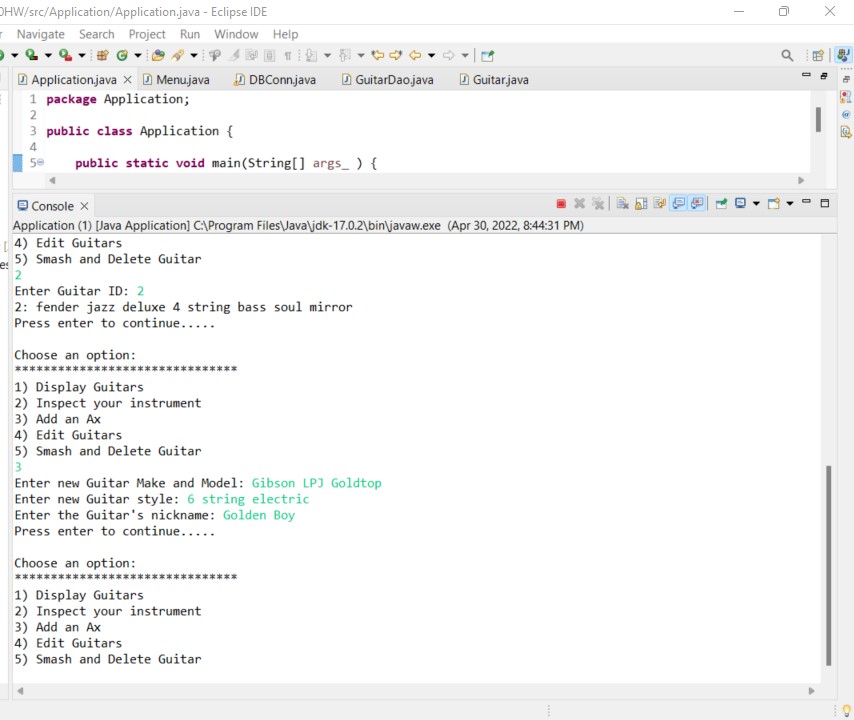 0HW/src/Application/Application.java - Eclipse IDE
Navigate Search Project Run Window Help
Application.java Menu.java DBConn.java GuitarDao.java Guitar.java
1 package Application;
2
3 public class Application {
4
5 public static void main(String[] args_ ) {
Console
Application (1) [Java Application] C:\Program Files\Java\jdk-17.0.2\bin\javaw.exe (Apr 30, 2022, 8:44:31 PM)
4) Edit Guitars
5) Smash and Delete Guitar
2
Enter Guitar ID: 2
2: fender jazz deluxe 4 string bass soul mirror
Press enter to continue.....
Choose an option:
*******************************
1) Display Guitars
2) Inspect your instrument
3) Add an Ax
4) Edit Guitars
5) Smash and Delete Guitar
3
Enter new Guitar Make and Model: Gibson LPJ Goldtop
Enter new Guitar style: 6 string electric
Enter the Guitar's nickname: Golden Boy
Press enter to continue.....
Choose an option:
*******************************
1) Display Guitars
2) Inspect your instrument
3) Add an Ax
4) Edit Guitars
5) Smash and Delete Guitar